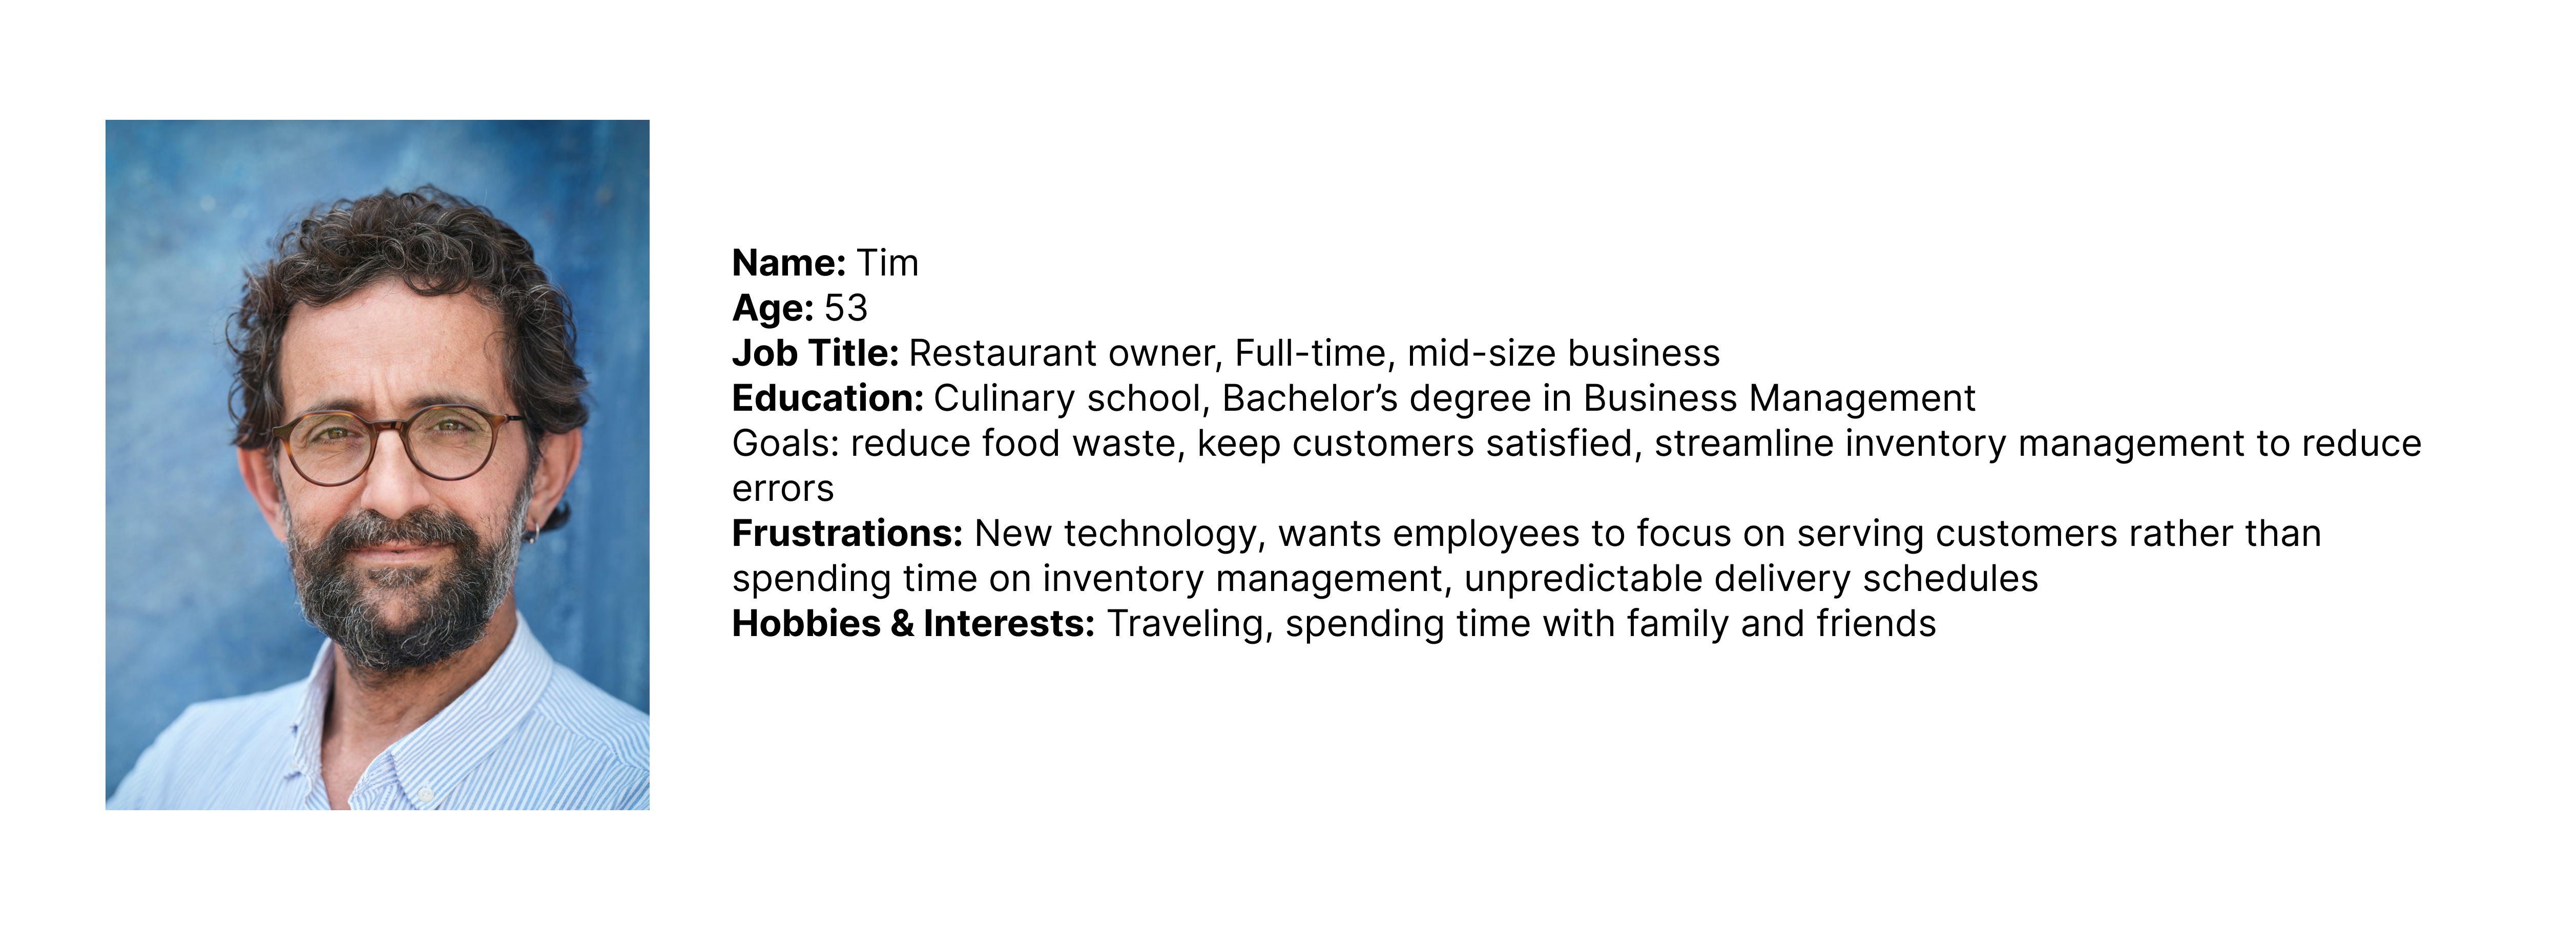 Name: Tim
Age: 53
Job Title: Restaurant owner, Full-time, mid-size business
Education: Culinary school, Bachelor’s degree in Business Management
Goals: reduce food waste, keep customers satisfied, streamline inventory management to reduce
errors
Frustrations: New technology, wants employees to focus on serving customers rather than
spending time on inventory management, unpredictable delivery schedules
Hobbies & Interests: Traveling, spending time with family and friends